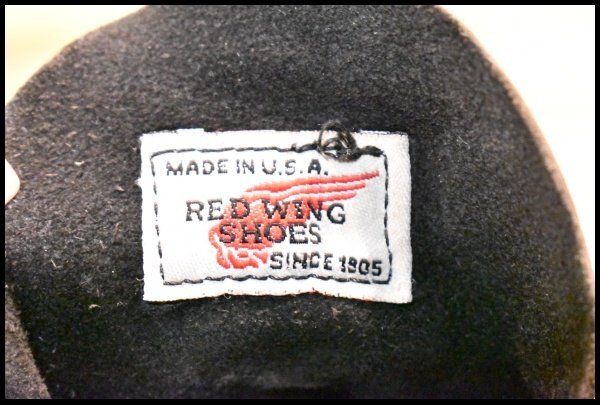 MADE IN U.S.A.
RED WING
SHOES
SINCE 1905